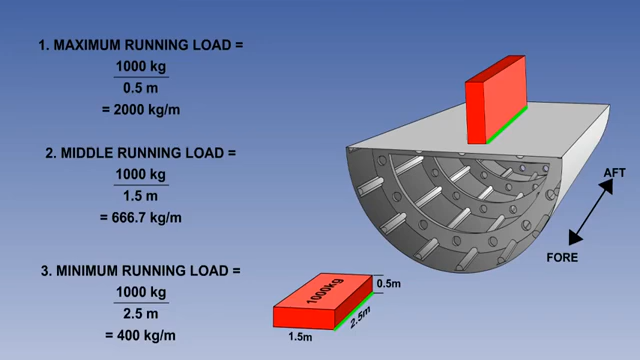 1. MAXIMUM RUNNING LOAD =
1000 kg
0.5 m
= 2000 kg/m
2. MIDDLE RUNNING LOAD =
1000 kg
1.5 m
= 666.7 kg/m
3. MINIMUM RUNNING LOAD =
1000 kg
2.5 m
= 400 kg/m
AFT
FORE
1000kg
0.5m
2.5m
1.5m